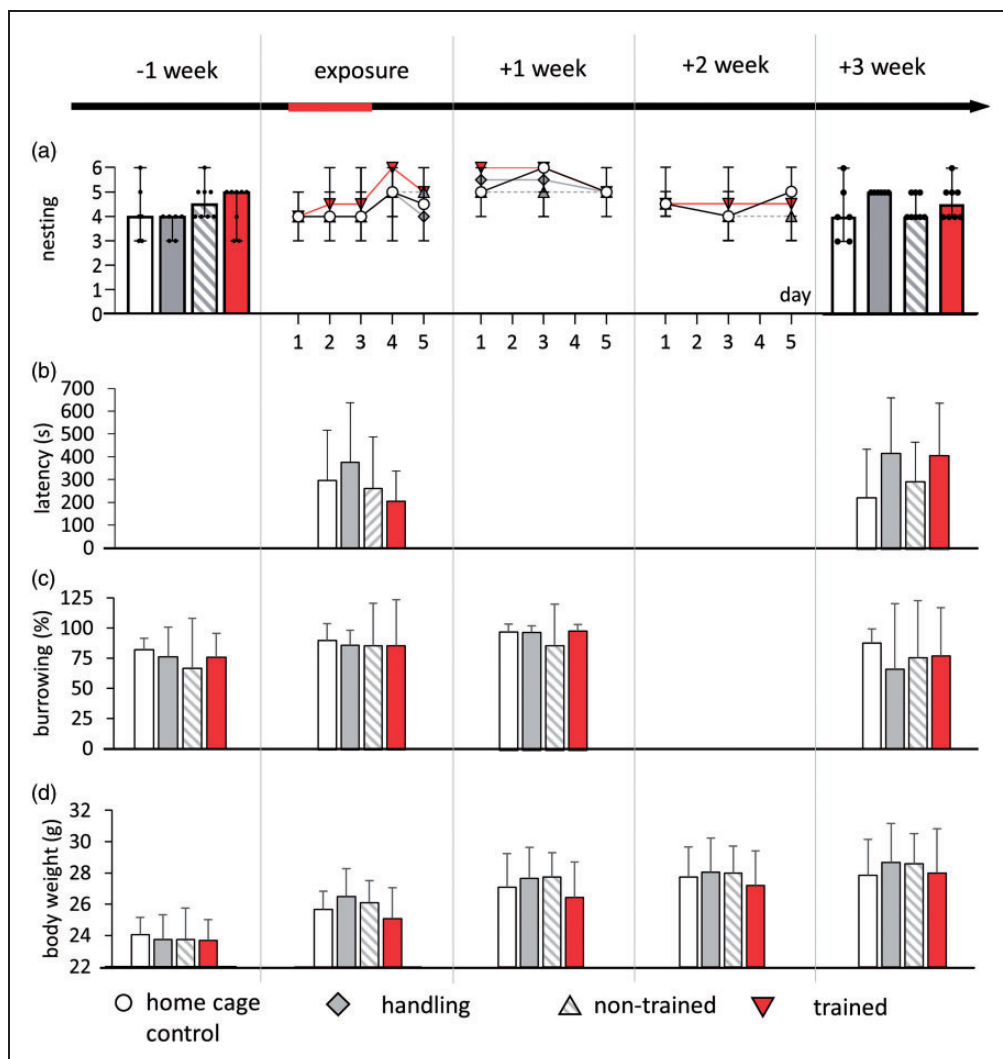 -1 week exposure +1 week +2 week +3 week
(a)
nesting
6
5
4
3
2
1
0
day
1 2 3 4 5 1 2 3 4 5 1 2 3 4 5
(b)
latency (s)
700
600
500
400
300
200
100
0
(c)
burrowing (%)
125
100
75
50
25
0
(d)
body weight (g)
32
30
28
26
24
22
home cage control
handling
non-trained
trained